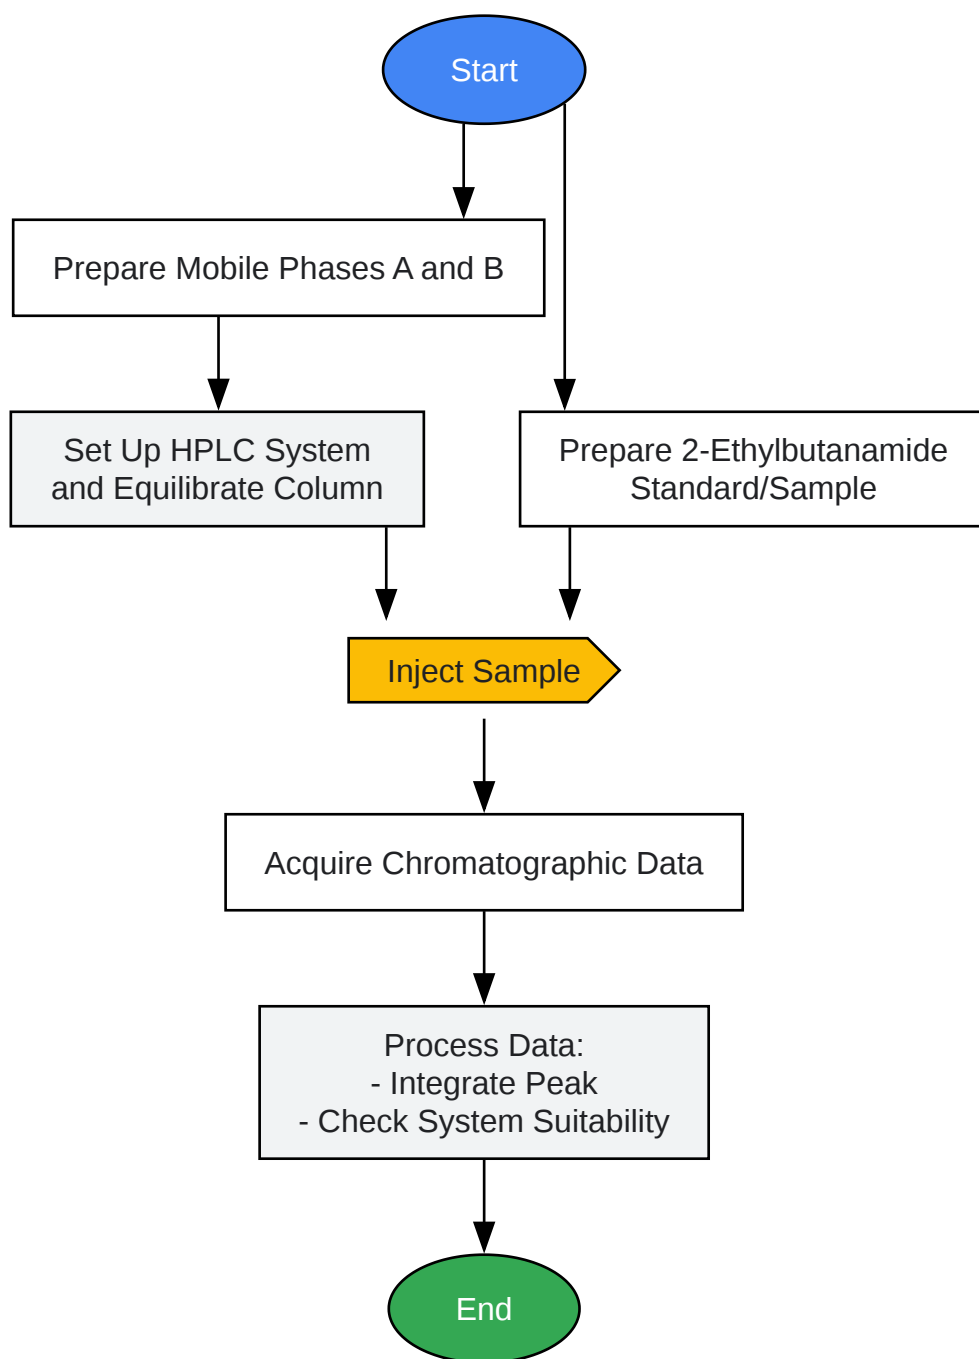 Start
Prepare Mobile Phases A and B
Set Up HPLC System
and Equilibrate Column
Prepare 2-Ethylbutanamide
Standard/Sample
Inject Sample
Acquire Chromatographic Data
Process Data:
- Integrate Peak
- Check System Suitability
End